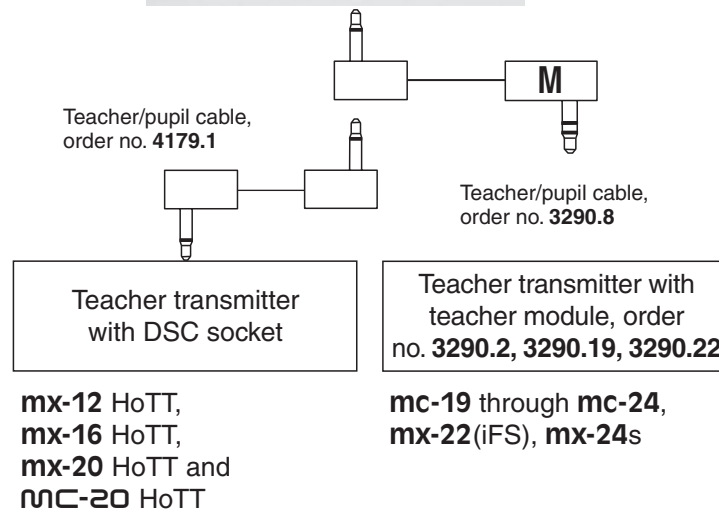 M
Teacher/pupil cable,
order no. 4179.1
Teacher/pupil cable,
order no. 3290.8
Teacher transmitter
with DSC socket
Teacher transmitter with
teacher module, order
no. 3290.2, 3290.19, 3290.22
mx-12 HoTT,
mx-16 HoTT,
mx-20 HoTT and
mc-20 HoTT
mc-19 through mc-24,
mx-22(iFS), mx-24s